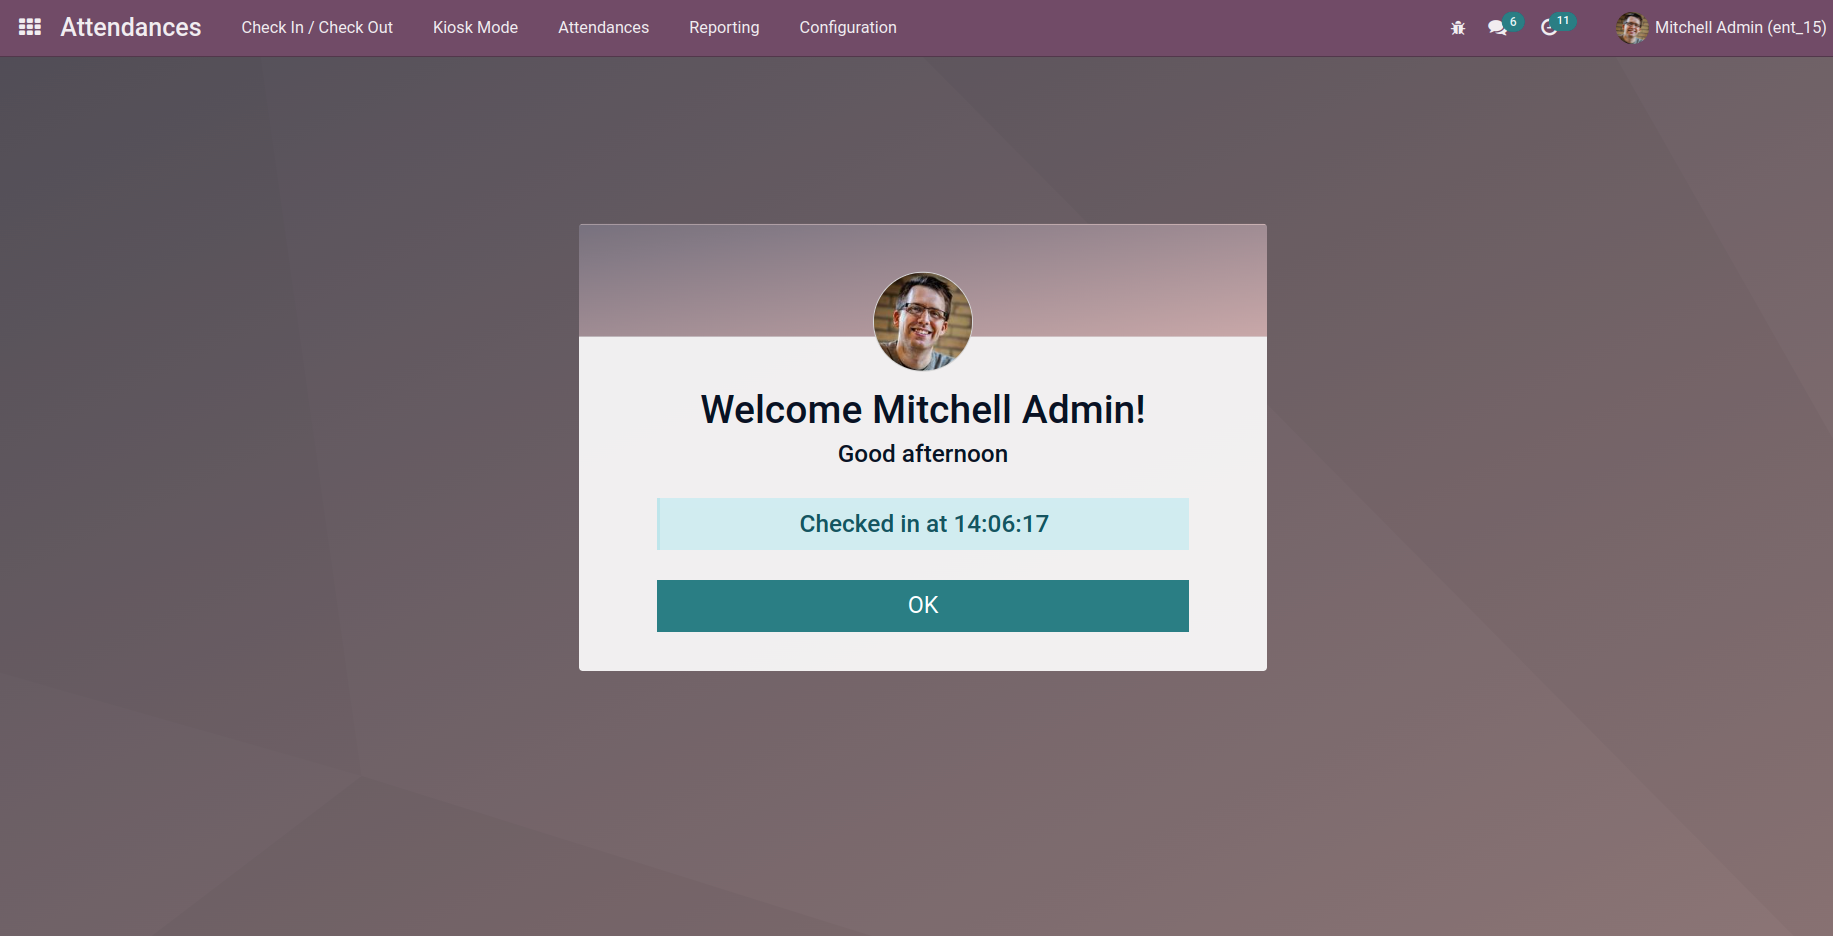 Attendances Check In / Check Out Kiosk Mode Attendances Reporting Configuration 6 11 Mitchell Admin (ent_15)
Welcome Mitchell Admin!
Good afternoon
Checked in at 14:06:17
OK